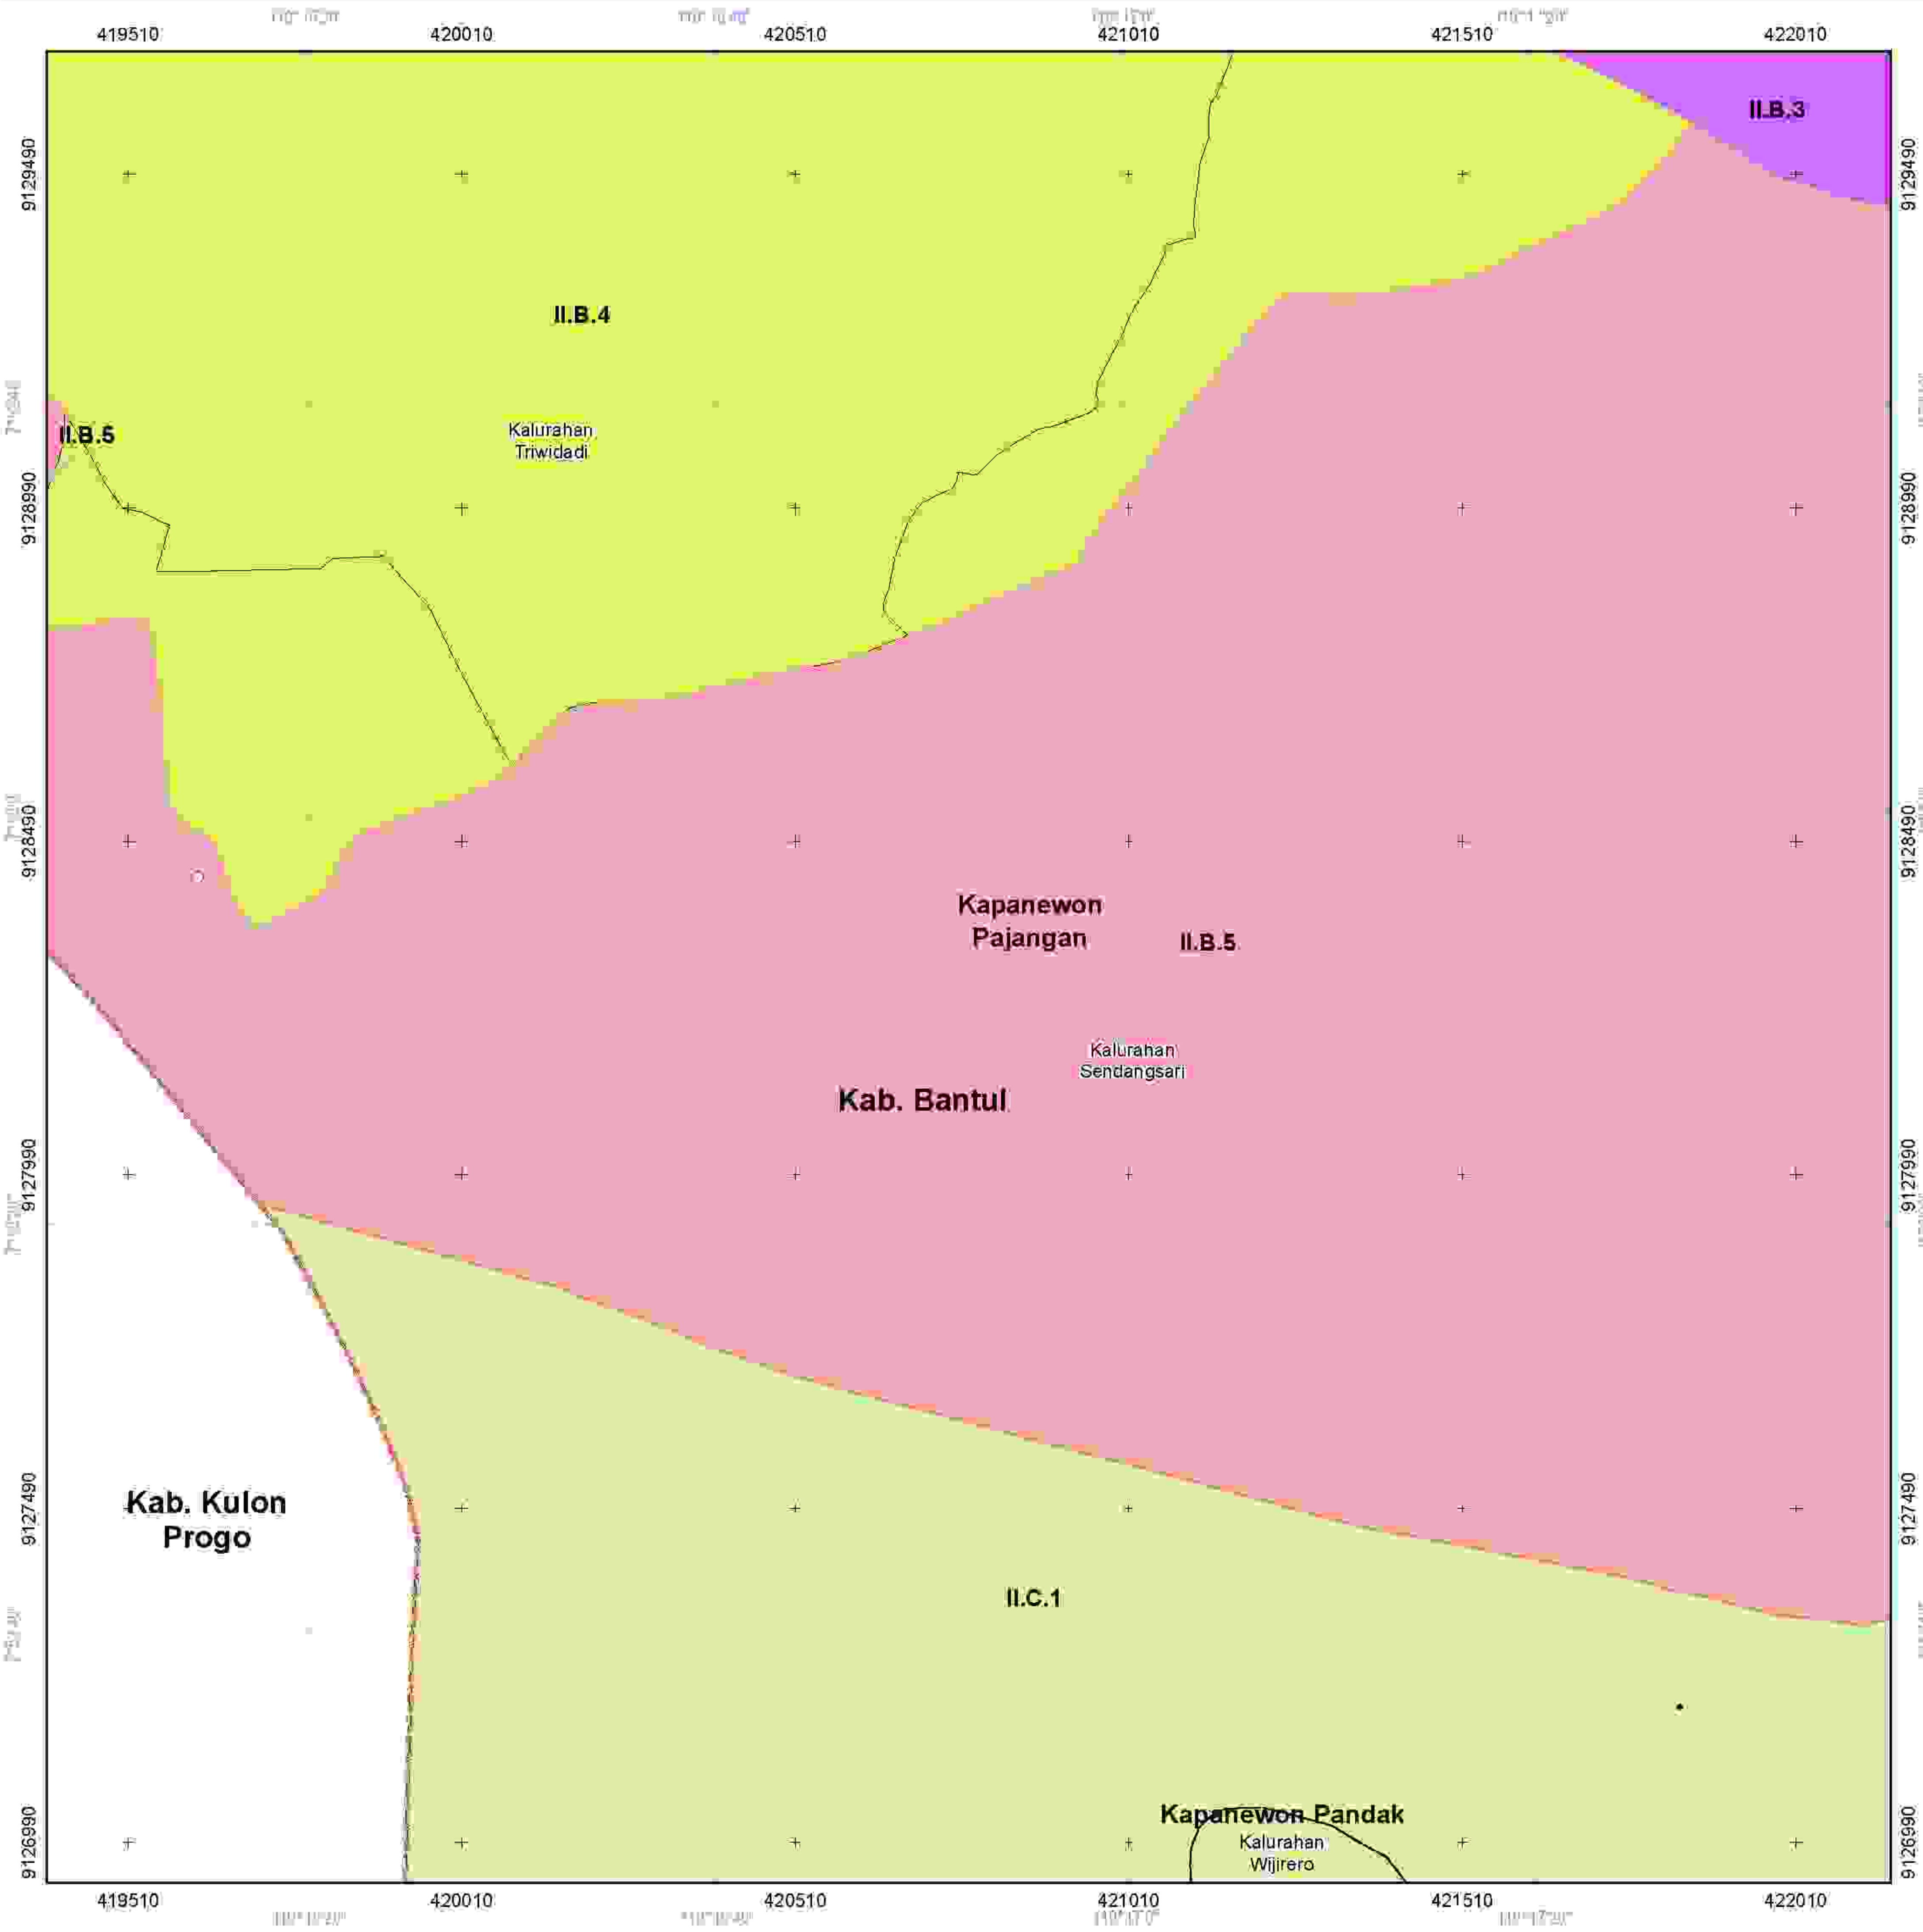 419510 420010 420510 421010 421510 422010
II.B.3
9129490 9129490
II.B.4
Kalurahan
Triwidadi
II.B.5
9128990 9128990
9128490 9128490
Kapanewon
Pajangan
II.B.5
Kalurahan
Sendangsari
Kab. Bantul
9127990 9127990
Kab. Kulon
Progo
9127490 9127490
II.C.1
Kapanewon Pandak
Kalurahan
Wijirero
9126990 9126990
419510 420010 420510 421010 421510 422010